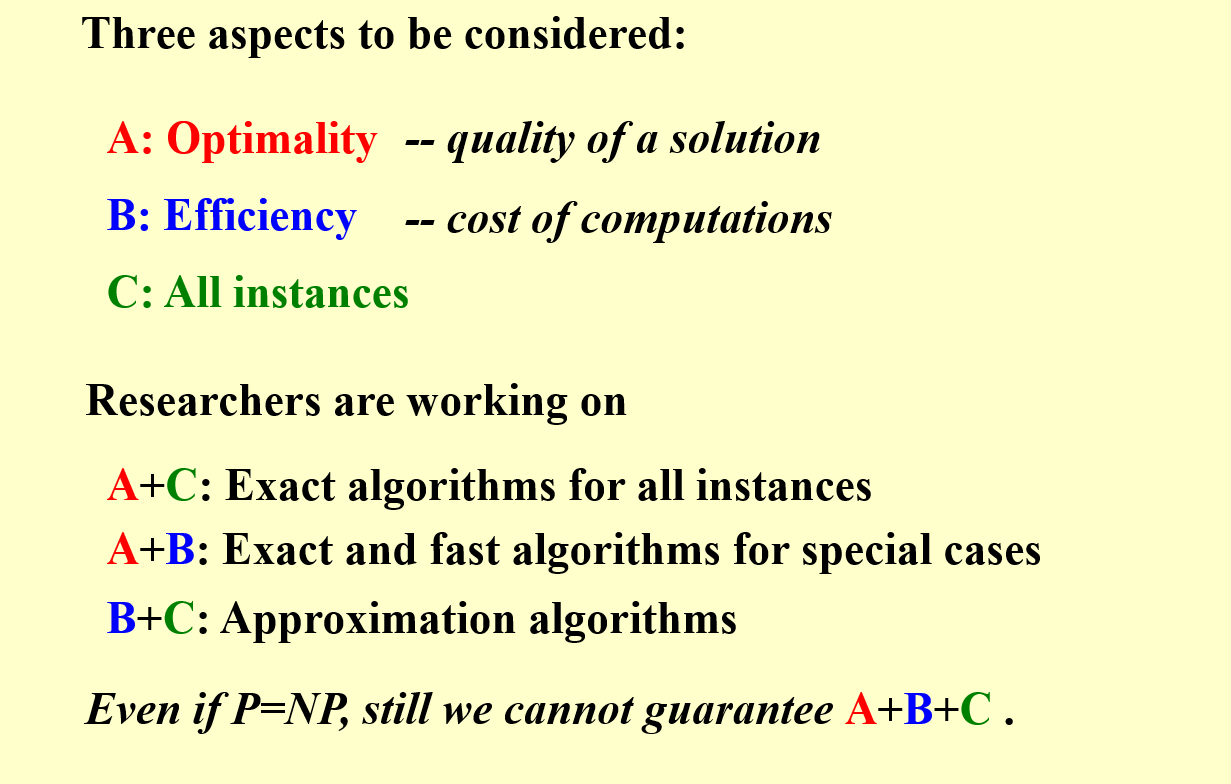 Three aspects to be considered:
A: Optimality -- quality of a solution
B: Efficiency -- cost of computations
C: All instances
Researchers are working on
A+C: Exact algorithms for all instances
A+B: Exact and fast algorithms for special cases
B+C: Approximation algorithms
Even if P=NP, still we cannot guarantee A+B+C .